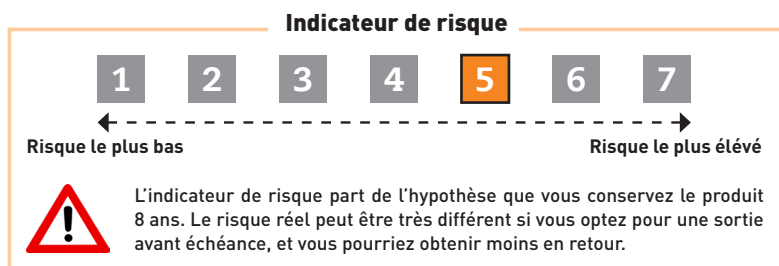 Indicateur de risque
1 2 3 4 5 6 7
Risque le plus bas Risque le plus élévé
L'indicateur de risque part de l'hypothèse que vous conservez le produit
8 ans. Le risque réel peut être très différent si vous optez pour une sortie
avant échéance, et vous pourriez obtenir moins en retour.